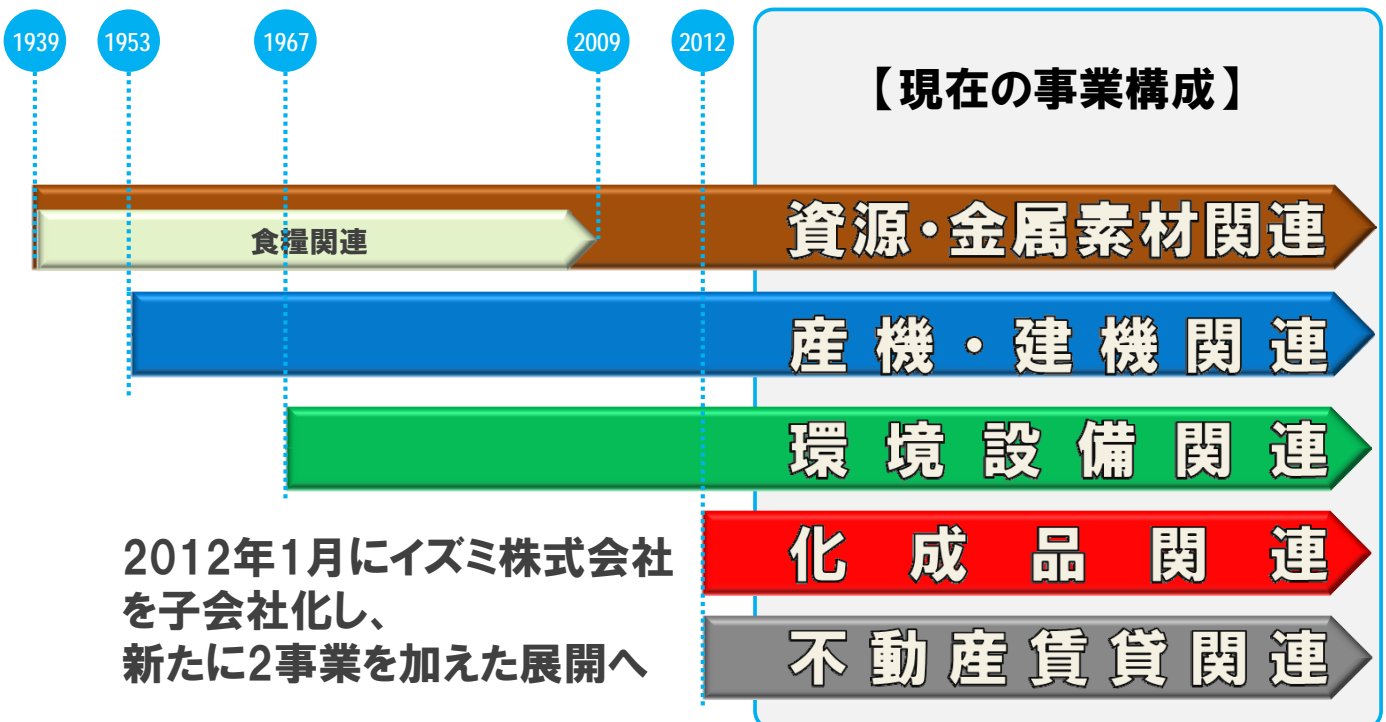 1939
1953
1967
2009
2012
【現在の事業構成】
資源・金属素材関連
食糧関連
産機・建機関連
環境設備関連
化成品関連
不動産賃貸関連
2012年1月にイズミ株式会社
を子会社化し、
新たに2事業を加えた展開へ